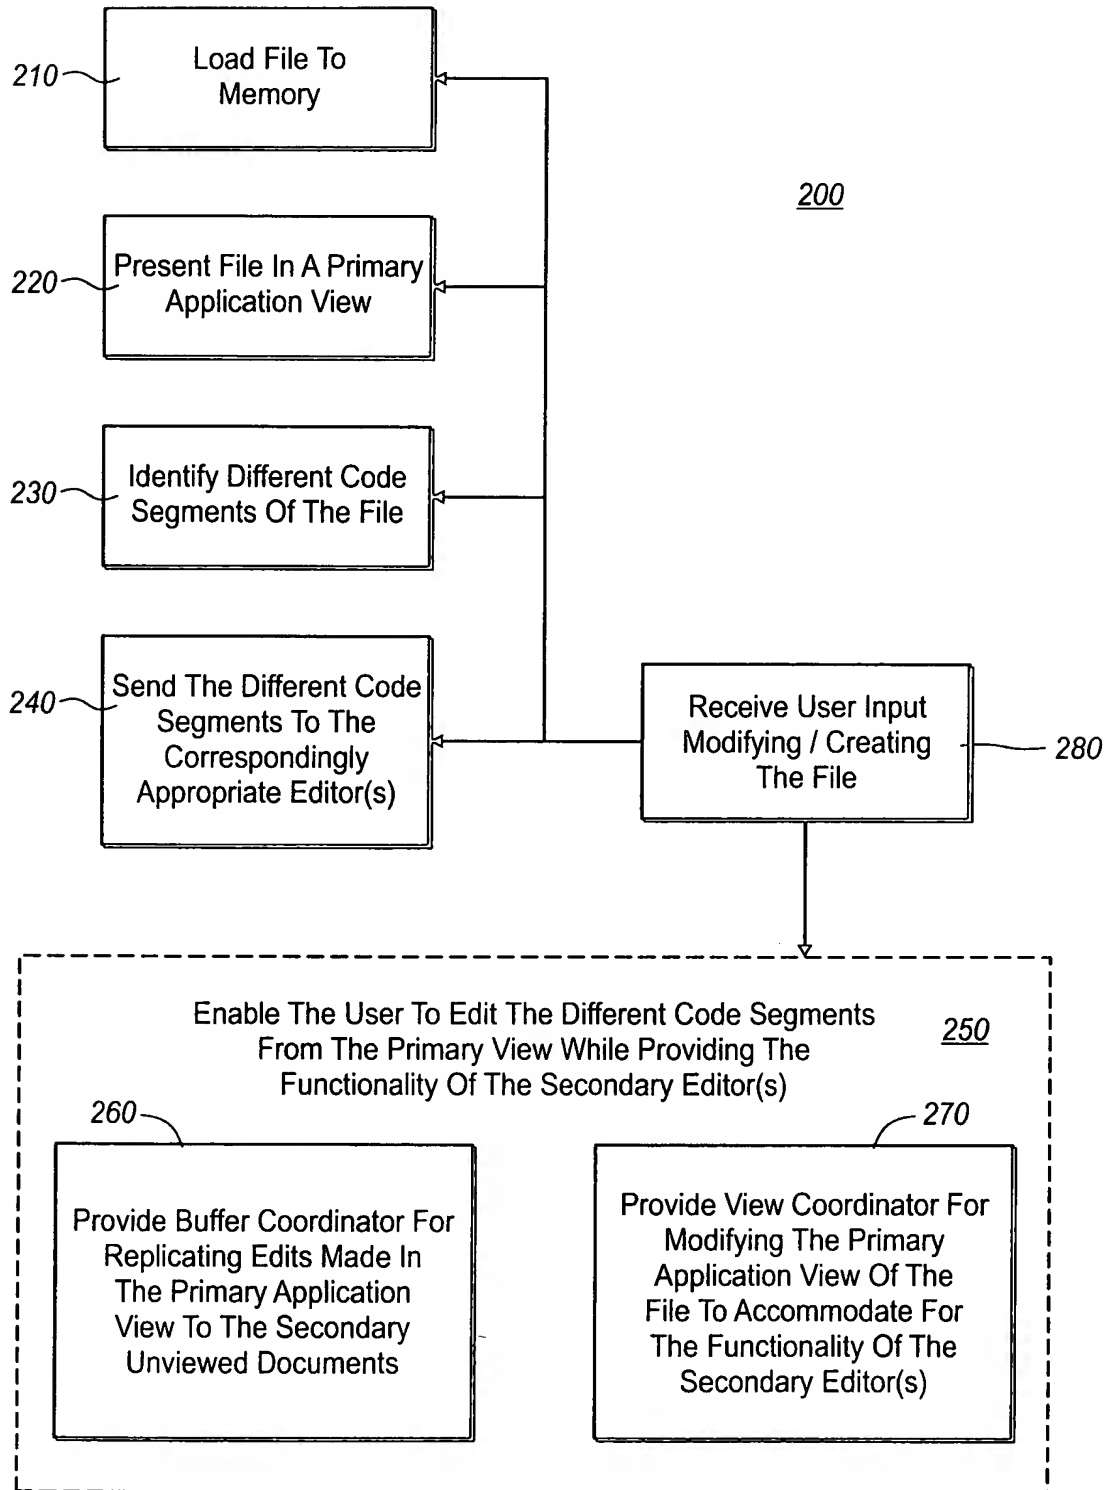 210
Load File To
Memory
200
220
Present File In A Primary
Application View
230
Identify Different Code
Segments Of The File
240
Send The Different Code
Segments To The
Correspondingly
Appropriate Editor(s)
Receive User Input
Modifying / Creating
The File
280
Enable The User To Edit The Different Code Segments
From The Primary View While Providing The
Functionality Of The Secondary Editor(s)
250
260
Provide Buffer Coordinator For
Replicating Edits Made In
The Primary Application
View To The Secondary
Unviewed Documents
270
Provide View Coordinator For
Modifying The Primary
Application View Of The
File To Accommodate For
The Functionality Of The
Secondary Editor(s)